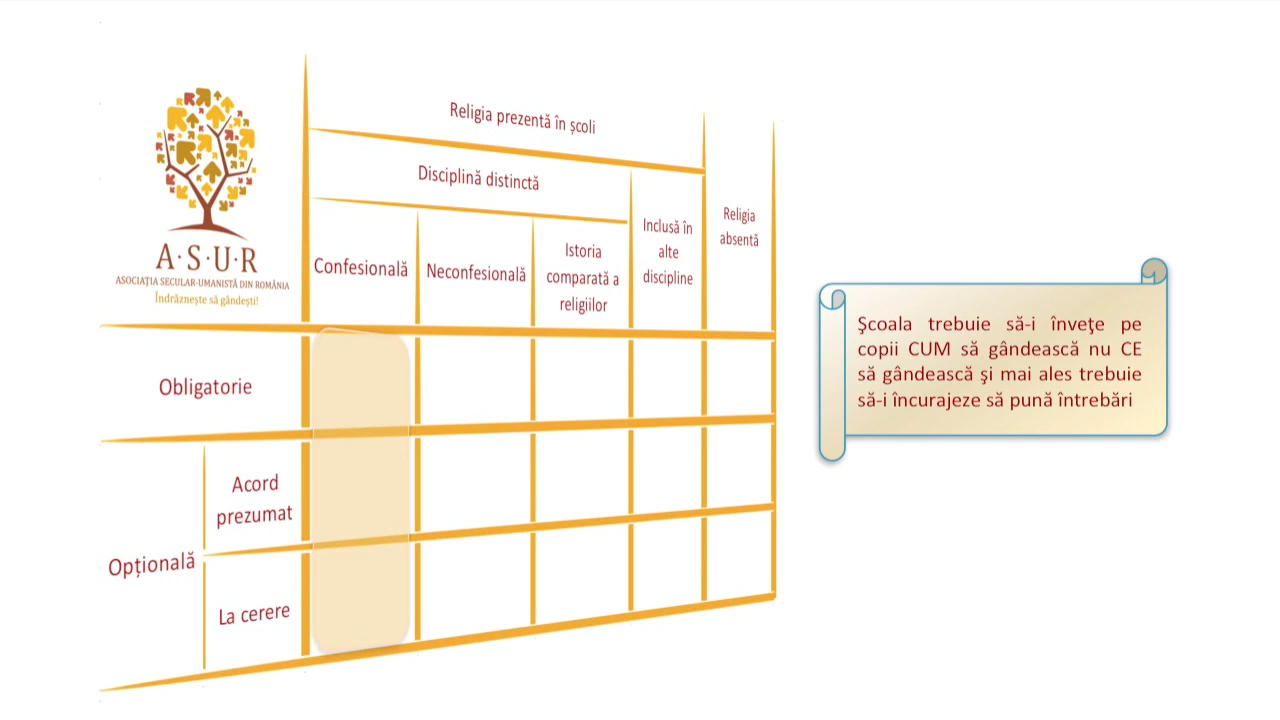 A·S·U·R
ASOCIAȚIA SECULAR-UMANISTĂ DIN ROMÂNIA
Îndrăznește să gândești!
Religia prezentă în școli
Disciplină distinctă
Confesională
Neconfesională
Istoria
comparată a
religiilor
Inclusă în
alte
discipline
Religia
absentă
Obligatorie
Opțională
Acord
prezumat
La cerere
Şcoala trebuie să-i înveţe pe
copii CUM să gândească nu CE
să gândească şi mai ales trebuie
să-i încurajeze să pună întrebări